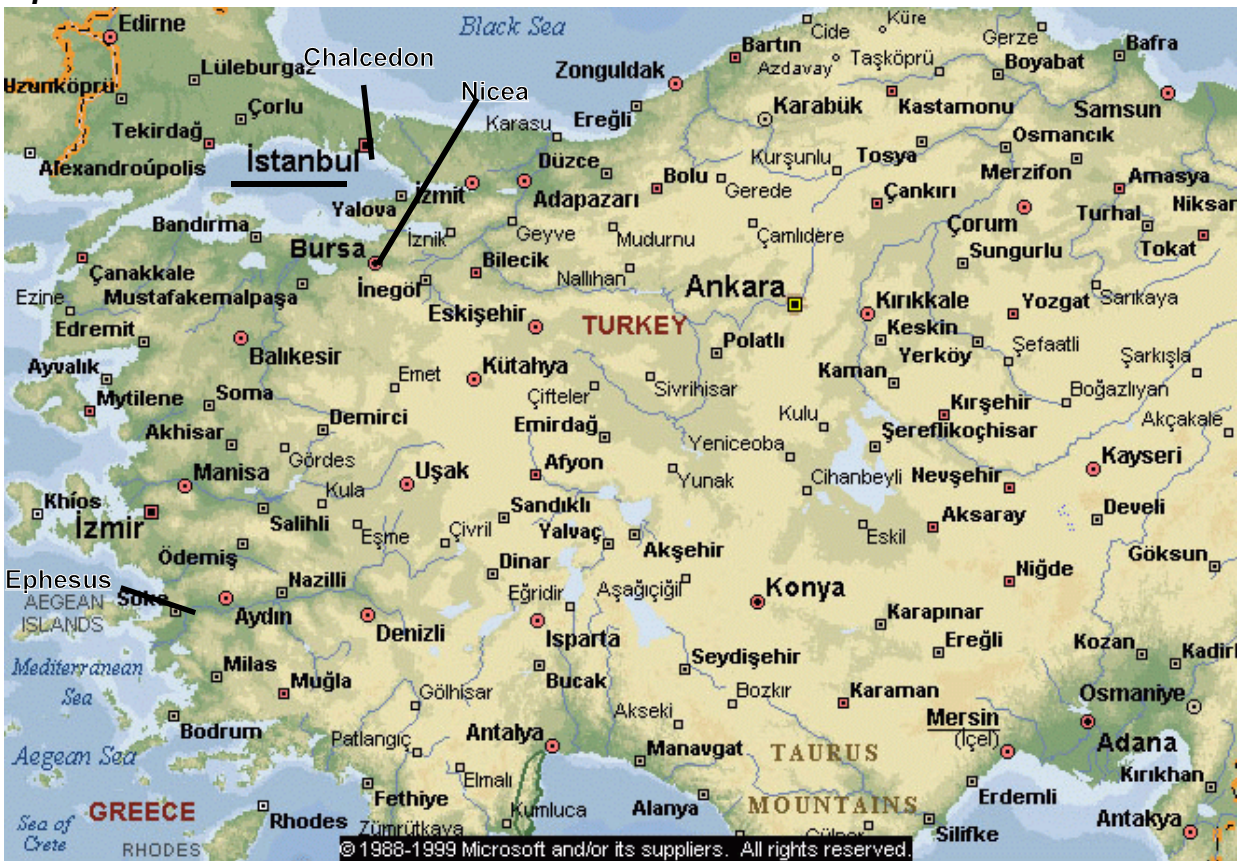 Edirne
Black Sea
Cide
Küre
Gerze
Bafra
Bartın
Azdavay
Taşköprü
Boyabat
Chalcedon
Lüleburgaz
Zonguldak
Uzunköprü
Nicea
Karabük
Kastamonu
Samsun
Çorlu
Karasu
Ereğli
Tekirdağ
Osmancık
İstanbul
Düzce
Kurşunlu
Tosya
Merzifon
Alexandroúpolis
Amasya
Bolu
Gerede
Çankırı
İzmit
Adapazarı
Yalova
Niksar
Turhal
Çorum
Bandırma
İznik
Geyve
Mudurnu
Çamlıdere
Tokat
Bursa
Sungurlu
Bilecik
Nallıhan
Çanakkale
İnegöl
Ankara
Ezine
Mustafakemalpaşa
Kırıkkale
Yozgat
Sarıkaya
Eskişehir
TURKEY
Edremit
Keskin
Polatlı
Yerköy
Şefaatli
Balıkesir
Şarkışla
Ayvalık
Kütahya
Emet
Kaman
Sivrihisar
Boğazlıyan
Soma
Çifteler
Mytilene
Kırşehir
Demirci
Kulu
Akçakale
Emirdağ
Akhisar
Şereflikoçhisar
Yeniceoba
Gördes
Kayseri
Manisa
Uşak
Afyon
Yunak
Cihanbeyli
Nevşehir
Kula
Khíos
Sandıklı
Develi
Aksaray
İzmir
Salihli
Eşme
Çivril
Yalvaç
Eskil
Akşehir
Ödemiş
Göksun
Dinar
Niğde
Ephesus
Nazilli
Aşağıçiğil
Konya
Eğridir
AEGEAN
ISLANDS
Söke
Aydın
Karapınar
Denizli
Isparta
Ereğli
Kozan
Kadirl
Mediterranean
Sea
Milas
Seydişehir
Bucak
Muğla
Gölhisar
Bozkır
Karaman
Osmaniye
Akseki
Mersin
(İçel)
Bodrum
Antalya
Patlangıç
Adana
Manavgat
TAURUS
MOUNTAINS
Aegean Sea
Elmalı
Kırıkhan
Fethiye
Erdemli
GREECE
Kumluca
Alanya
Rhodes
Antakya
Sea of
Crete
Zümrütkaya
Gülnar
Silifke
RHODES
© 1988-1999 Microsoft and/or its suppliers. All rights reserved.